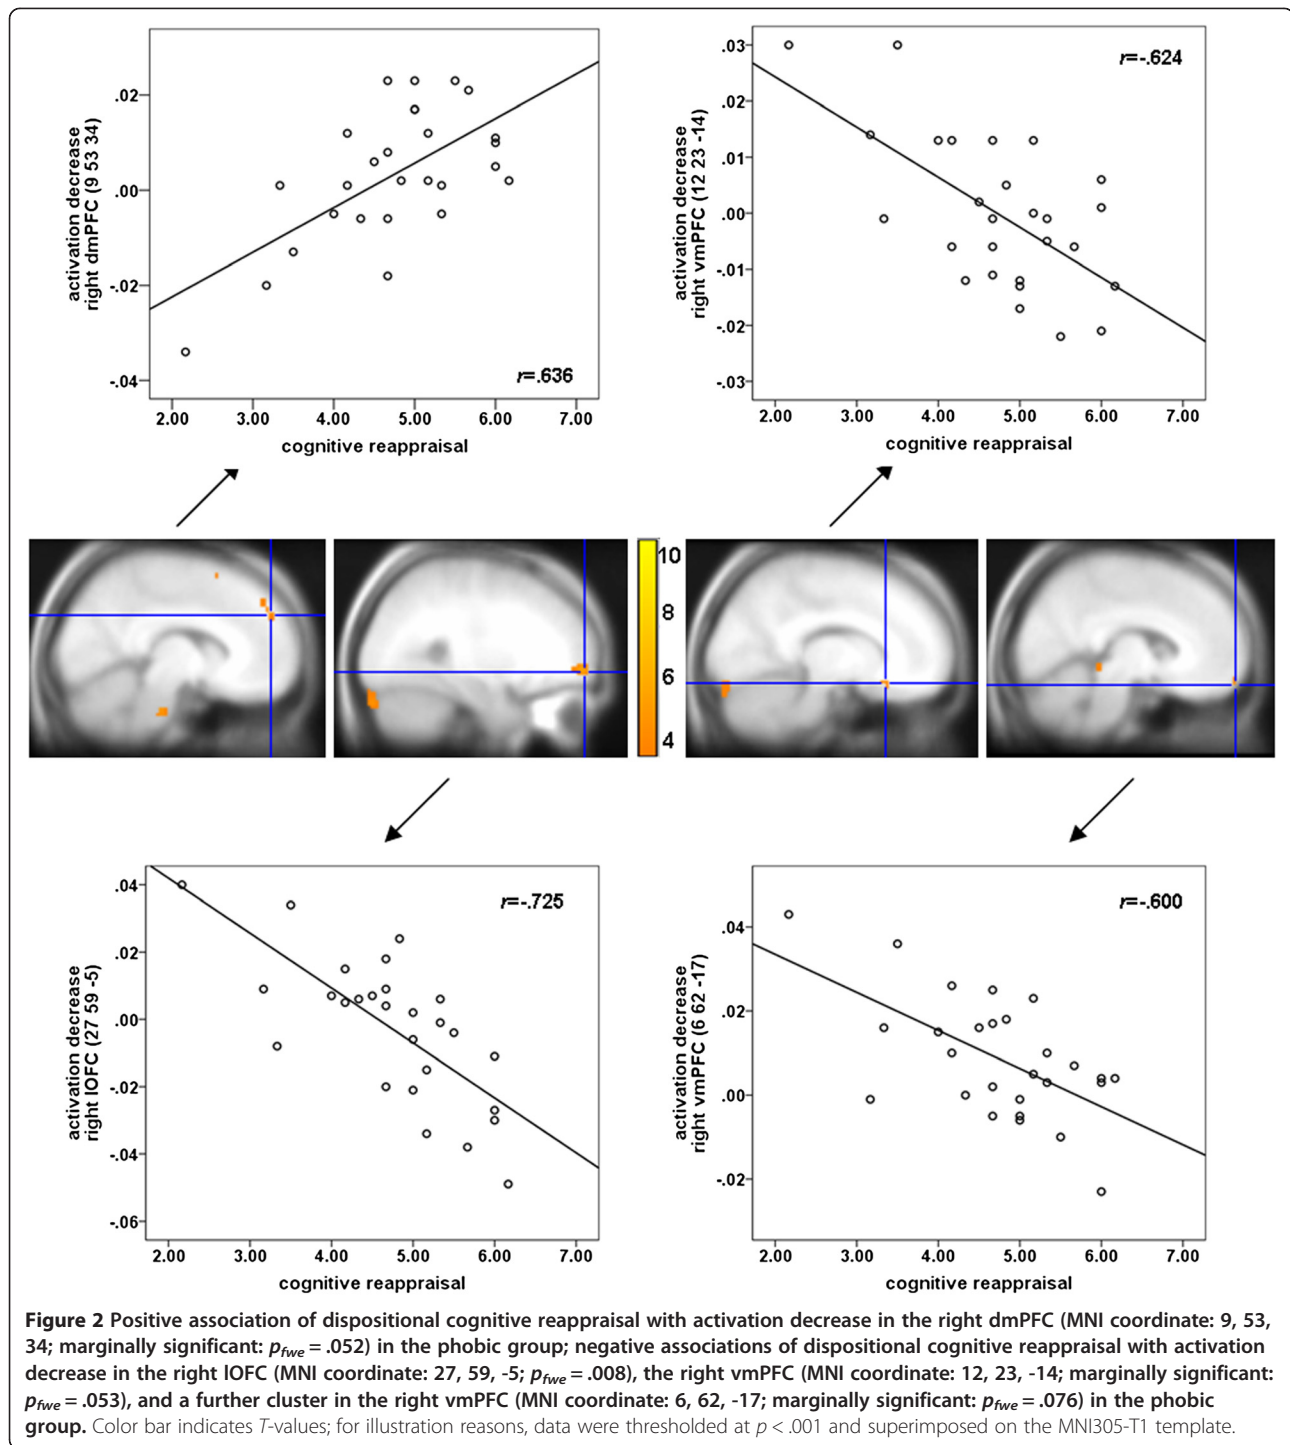 .02
.00
-.02
-.04
activation decrease
right dmPFC (9 53 34)
r=.636
2.00 3.00 4.00 5.00 6.00 7.00
cognitive reappraisal
.03
.02
.01
.00
-.01
-.02
-.03
activation decrease
right vmPFC (12 23 -14)
r=-.624
2.00 3.00 4.00 5.00 6.00 7.00
cognitive reappraisal
10
8
6
4
.04
.02
.00
-.02
-.04
-.06
activation decrease
right lOFC (27 59 -5)
r=-.725
2.00 3.00 4.00 5.00 6.00 7.00
cognitive reappraisal
.04
.02
.00
-.02
activation decrease
right vmPFC (6 62 -17)
r=-.600
2.00 3.00 4.00 5.00 6.00 7.00
cognitive reappraisal
Figure 2 Positive association of dispositional cognitive reappraisal with activation decrease in the right dmPFC (MNI coordinate: 9, 53,
34; marginally significant: pfwe = .052) in the phobic group; negative associations of dispositional cognitive reappraisal with activation
decrease in the right lOFC (MNI coordinate: 27, 59, -5; pfwe = .008), the right vmPFC (MNI coordinate: 12, 23, -14; marginally significant:
pfwe = .053), and a further cluster in the right vmPFC (MNI coordinate: 6, 62, -17; marginally significant: pfwe = .076) in the phobic
group. Color bar indicates T-values; for illustration reasons, data were thresholded at p < .001 and superimposed on the MNI305-T1 template.